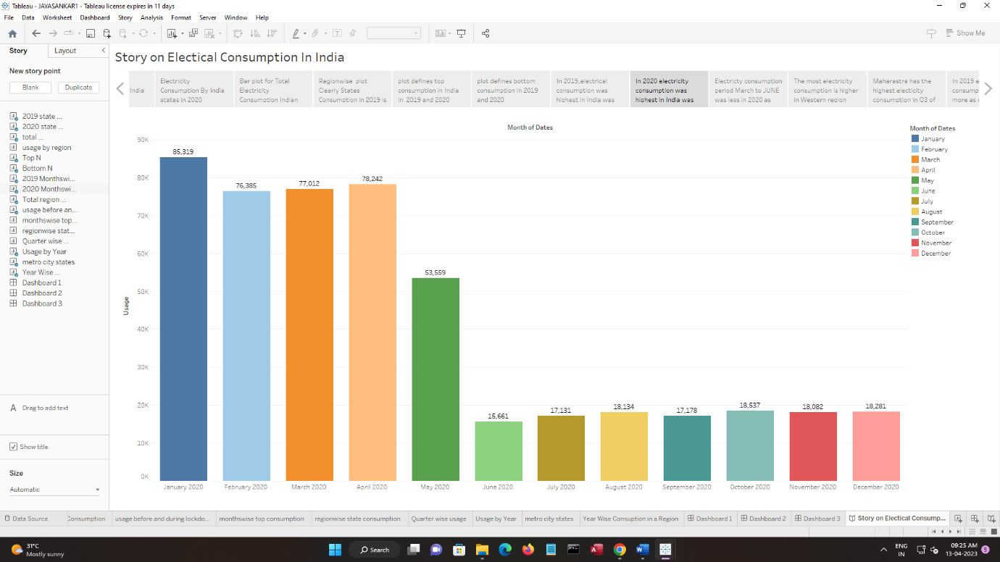 Tableau - JAYASANKAR1 - Tableau license expires in 11 days
File Data Worksheet Dashboard Story Analysis Format Server Window Help
Show Me
Story Layout
New story point
Blank Duplicate
2019 state ...
2020 state ...
total ...
usage by region
Top N
Bottom N
2019 Monthswi...
2020 Monthswi...
Total region ...
usage before an...
monthswise top...
regionwise stat...
Quarter wise ...
Usage by Year
metro city states
Year Wise ...
Dashboard 1
Dashboard 2
Dashboard 3
A Drag to add text
Show title
Size
Automatic
Story on Electical Consumption In India
India
Electricity
Consumption By India
states in 2020
Bar plot for Total
Electricity
Consumption Indian
Regionwise plot
Clearly States
Consumption in 2019 is
plot defines top
consumption in India
in 2019 and 2020
plot defines bottom
consumption in 2019
and 2020
In 2019,electrical
consumption was
highest in India was
In 2020 electricity
consumption was
highest in India was
Electricty consumption
period March to JUNE
was less in 2020 as
The most electricity
consumption is higher
in Western region
Maharastra has the
highest electicity
consumption in Q3 of
In 2019 e
consump
more as
Month of Dates
90K
80K
70K
60K
50K
40K
30K
20K
10K
0K
Usage
85,319
76,385
77,012
78,242
53,559
15,661
17,131
18,134
17,178
18,537
18,082
18,281
January 2020 February 2020 March 2020 April 2020 May 2020 June 2020 July 2020 August 2020 September 2020 October 2020 November 2020 December 2020
Month of Dates
January
February
March
April
May
June
July
August
September
October
November
December
Data Source Consumption usage before and during lockdo... monthswise top consumption regionwise state consumption Quarter wise usage Usage by Year metro city states Year Wise Consuption in a Region Dashboard 1 Dashboard 2 Dashboard 3 Story on Electical Consump...
31°C
Mostly sunny
Search
ENG
IN
09:25 AM
13-04-2023
5